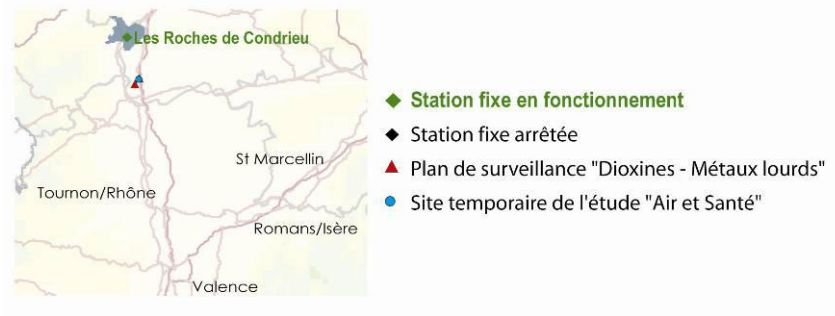 Les Roches de Condrieu
St Marcellin
Tournon/Rhône
Romans/Isère
Valence
Station fixe en fonctionnement
Station fixe arrêtée
Plan de surveillance "Dioxines - Métaux lourds"
Site temporaire de l'étude "Air et Santé"